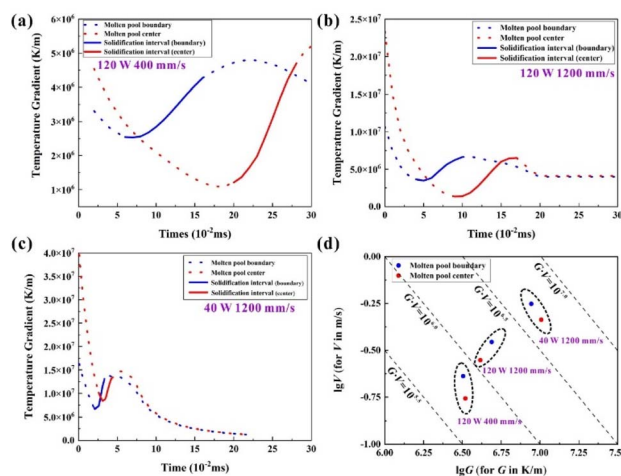 (a)
Molten pool boundary
Molten pool center
Solidification interval (boundary)
Solidification interval (center)
120 W 400 mm/s
Temperature Gradient (K/m)
6×10⁶
5×10⁶
4×10⁶
3×10⁶
2×10⁶
1×10⁶
0 5 10 15 20 25 30
Times (10⁻²ms)
(b)
Molten pool boundary
Molten pool center
Solidification interval (boundary)
Solidification interval (center)
120 W 1200 mm/s
Temperature Gradient (K/m)
2.5×10⁷
2.0×10⁷
1.5×10⁷
1.0×10⁷
5.0×10⁶
0.0
0 5 10 15 20 25 30
Time (10⁻²ms)
(c)
Molten pool boundary
Molten pool center
Solidification interval (boundary)
Solidification interval (center)
40 W 1200 mm/s
Temperature Gradient (K/m)
4.0×10⁷
3.5×10⁷
3.0×10⁷
2.5×10⁷
2.0×10⁷
1.5×10⁷
1.0×10⁷
5.0×10⁶
0.0
0 5 10 15 20 25 30
Time (10⁻²ms)
(d)
Molten pool boundary
Molten pool center
40 W 1200 mm/s
120 W 1200 mm/s
120 W 400 mm/s
lgV (for V in m/s)
0.00
-0.25
-0.50
-0.75
-1.00
6.00 6.25 6.50 6.75 7.00 7.25 7.50
lgG (for G in K/m)